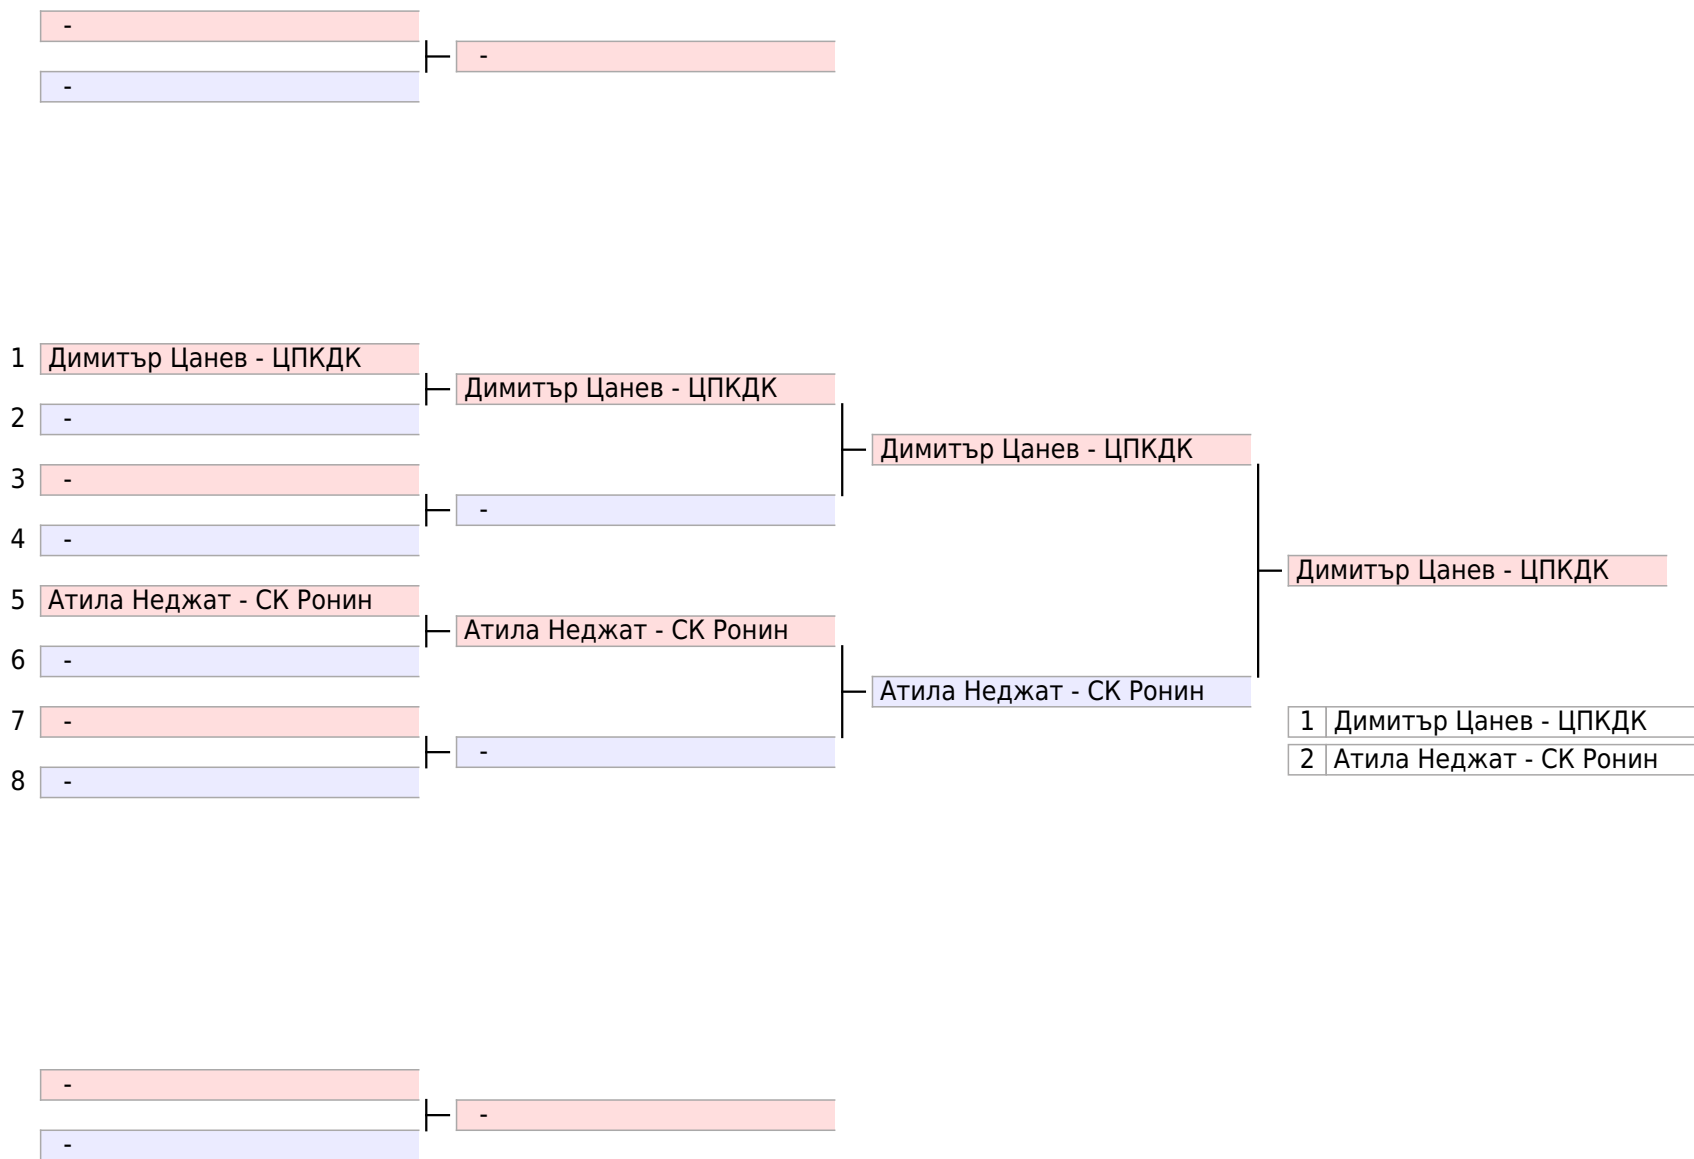 -
-
-
1 Димитър Цанев - ЦПКДК
Димитър Цанев - ЦПКДК
2 -
Димитър Цанев - ЦПКДК
3 -
-
4 -
Димитър Цанев - ЦПКДК
5 Атила Неджат - СК Ронин
Атила Неджат - СК Ронин
6 -
Атила Неджат - СК Ронин
7 -
1 Димитър Цанев - ЦПКДК
-
2 Атила Неджат - СК Ронин
8 -
-
-
-